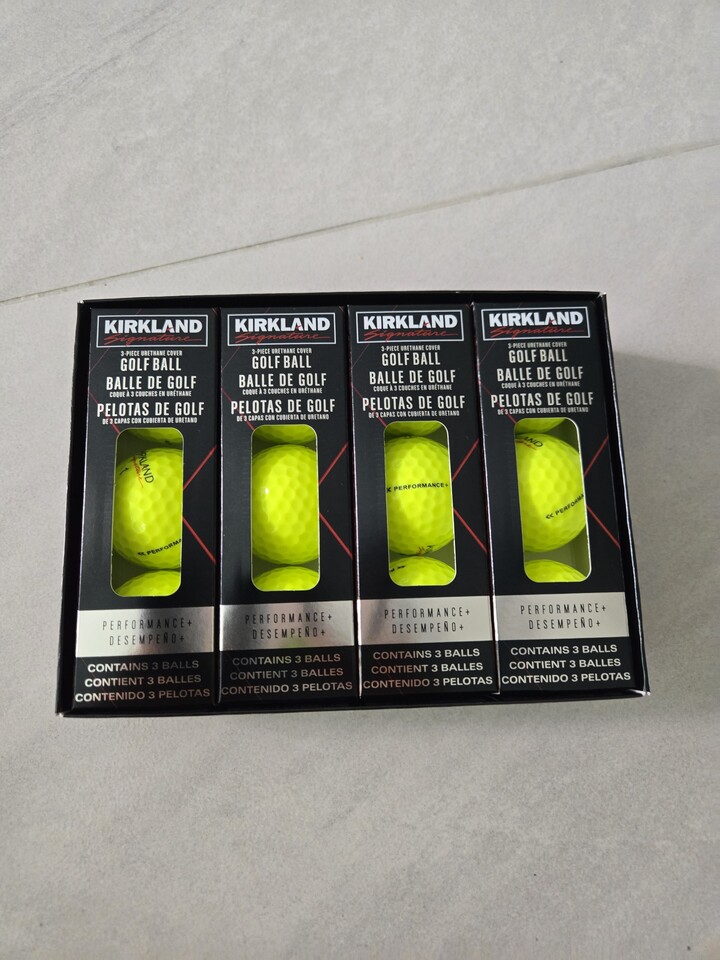 KIRKLAND
Signature
3-PIECE URETHANE COVER
GOLF BALL
BALLE DE GOLF
COQUE À 3 COUCHES EN URÉTHANE
PELOTAS DE GOLF
DE 3 CAPAS CON CUBIERTA DE URETANO
PERFORMANCE+
DESEMPEÑO+
CONTAINS 3 BALLS
CONTIENT 3 BALLES
CONTENIDO 3 PELOTAS
KIRKLAND
Signature
3-PIECE URETHANE COVER
GOLF BALL
BALLE DE GOLF
COQUE À 3 COUCHES EN URÉTHANE
PELOTAS DE GOLF
DE 3 CAPAS CON CUBIERTA DE URETANO
PERFORMANCE+
DESEMPEÑO+
CONTAINS 3 BALLS
CONTIENT 3 BALLES
CONTENIDO 3 PELOTAS
KIRKLAND
Signature
3-PIECE URETHANE COVER
GOLF BALL
BALLE DE GOLF
COQUE À 3 COUCHES EN URÉTHANE
PELOTAS DE GOLF
DE 3 CAPAS CON CUBIERTA DE URETANO
PERFORMANCE+
PERFORMANCE+
DESEMPEÑO+
CONTAINS 3 BALLS
CONTIENT 3 BALLES
CONTENIDO 3 PELOTAS
KIRKLAND
Signature
3-PIECE URETHANE COVER
GOLF BALL
BALLE DE GOLF
COQUE À 3 COUCHES EN URÉTHANE
PELOTAS DE GOLF
DE 3 CAPAS CON CUBIERTA DE URETANO
PERFORMANCE+
DESEMPEÑO+
CONTAINS 3 BALLS
CONTIENT 3 BALLES
CONTENIDO 3 PELOTAS